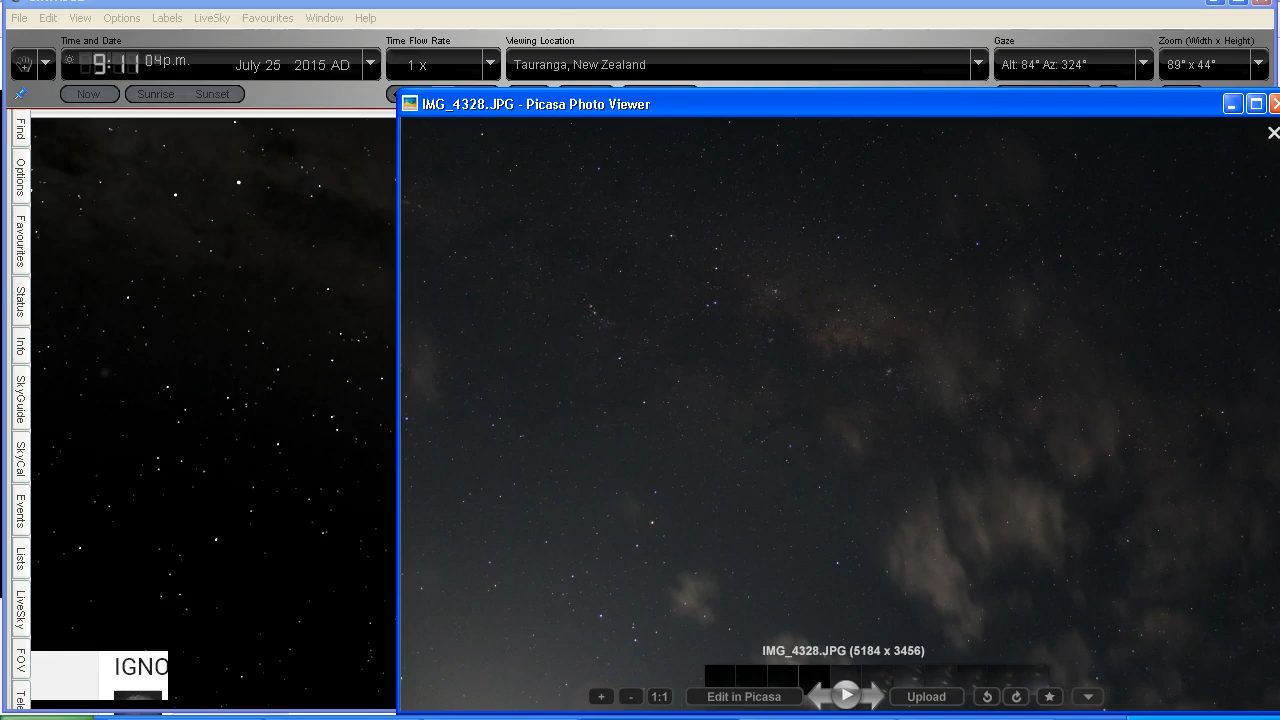 File Edit View Options Labels LiveSky Favourites Window Help
Time and Date Time Flow Rate Viewing Location Gaze Zoom (Width x Height)
9:11 04p.m. July 25 2015 AD 1 x Tauranga, New Zealand Alt: 84° Az: 324° 89° x 44°
Now Sunrise Sunset
IMG_4328.JPG - Picasa Photo Viewer
Find
Options
Favourites
Status
Info
SkyGuide
SkyCal
Events
Lists
LiveSky
FOV
IGNO
IMG_4328.JPG (5184 x 3456)
+ - 1:1 Edit in Picasa Upload